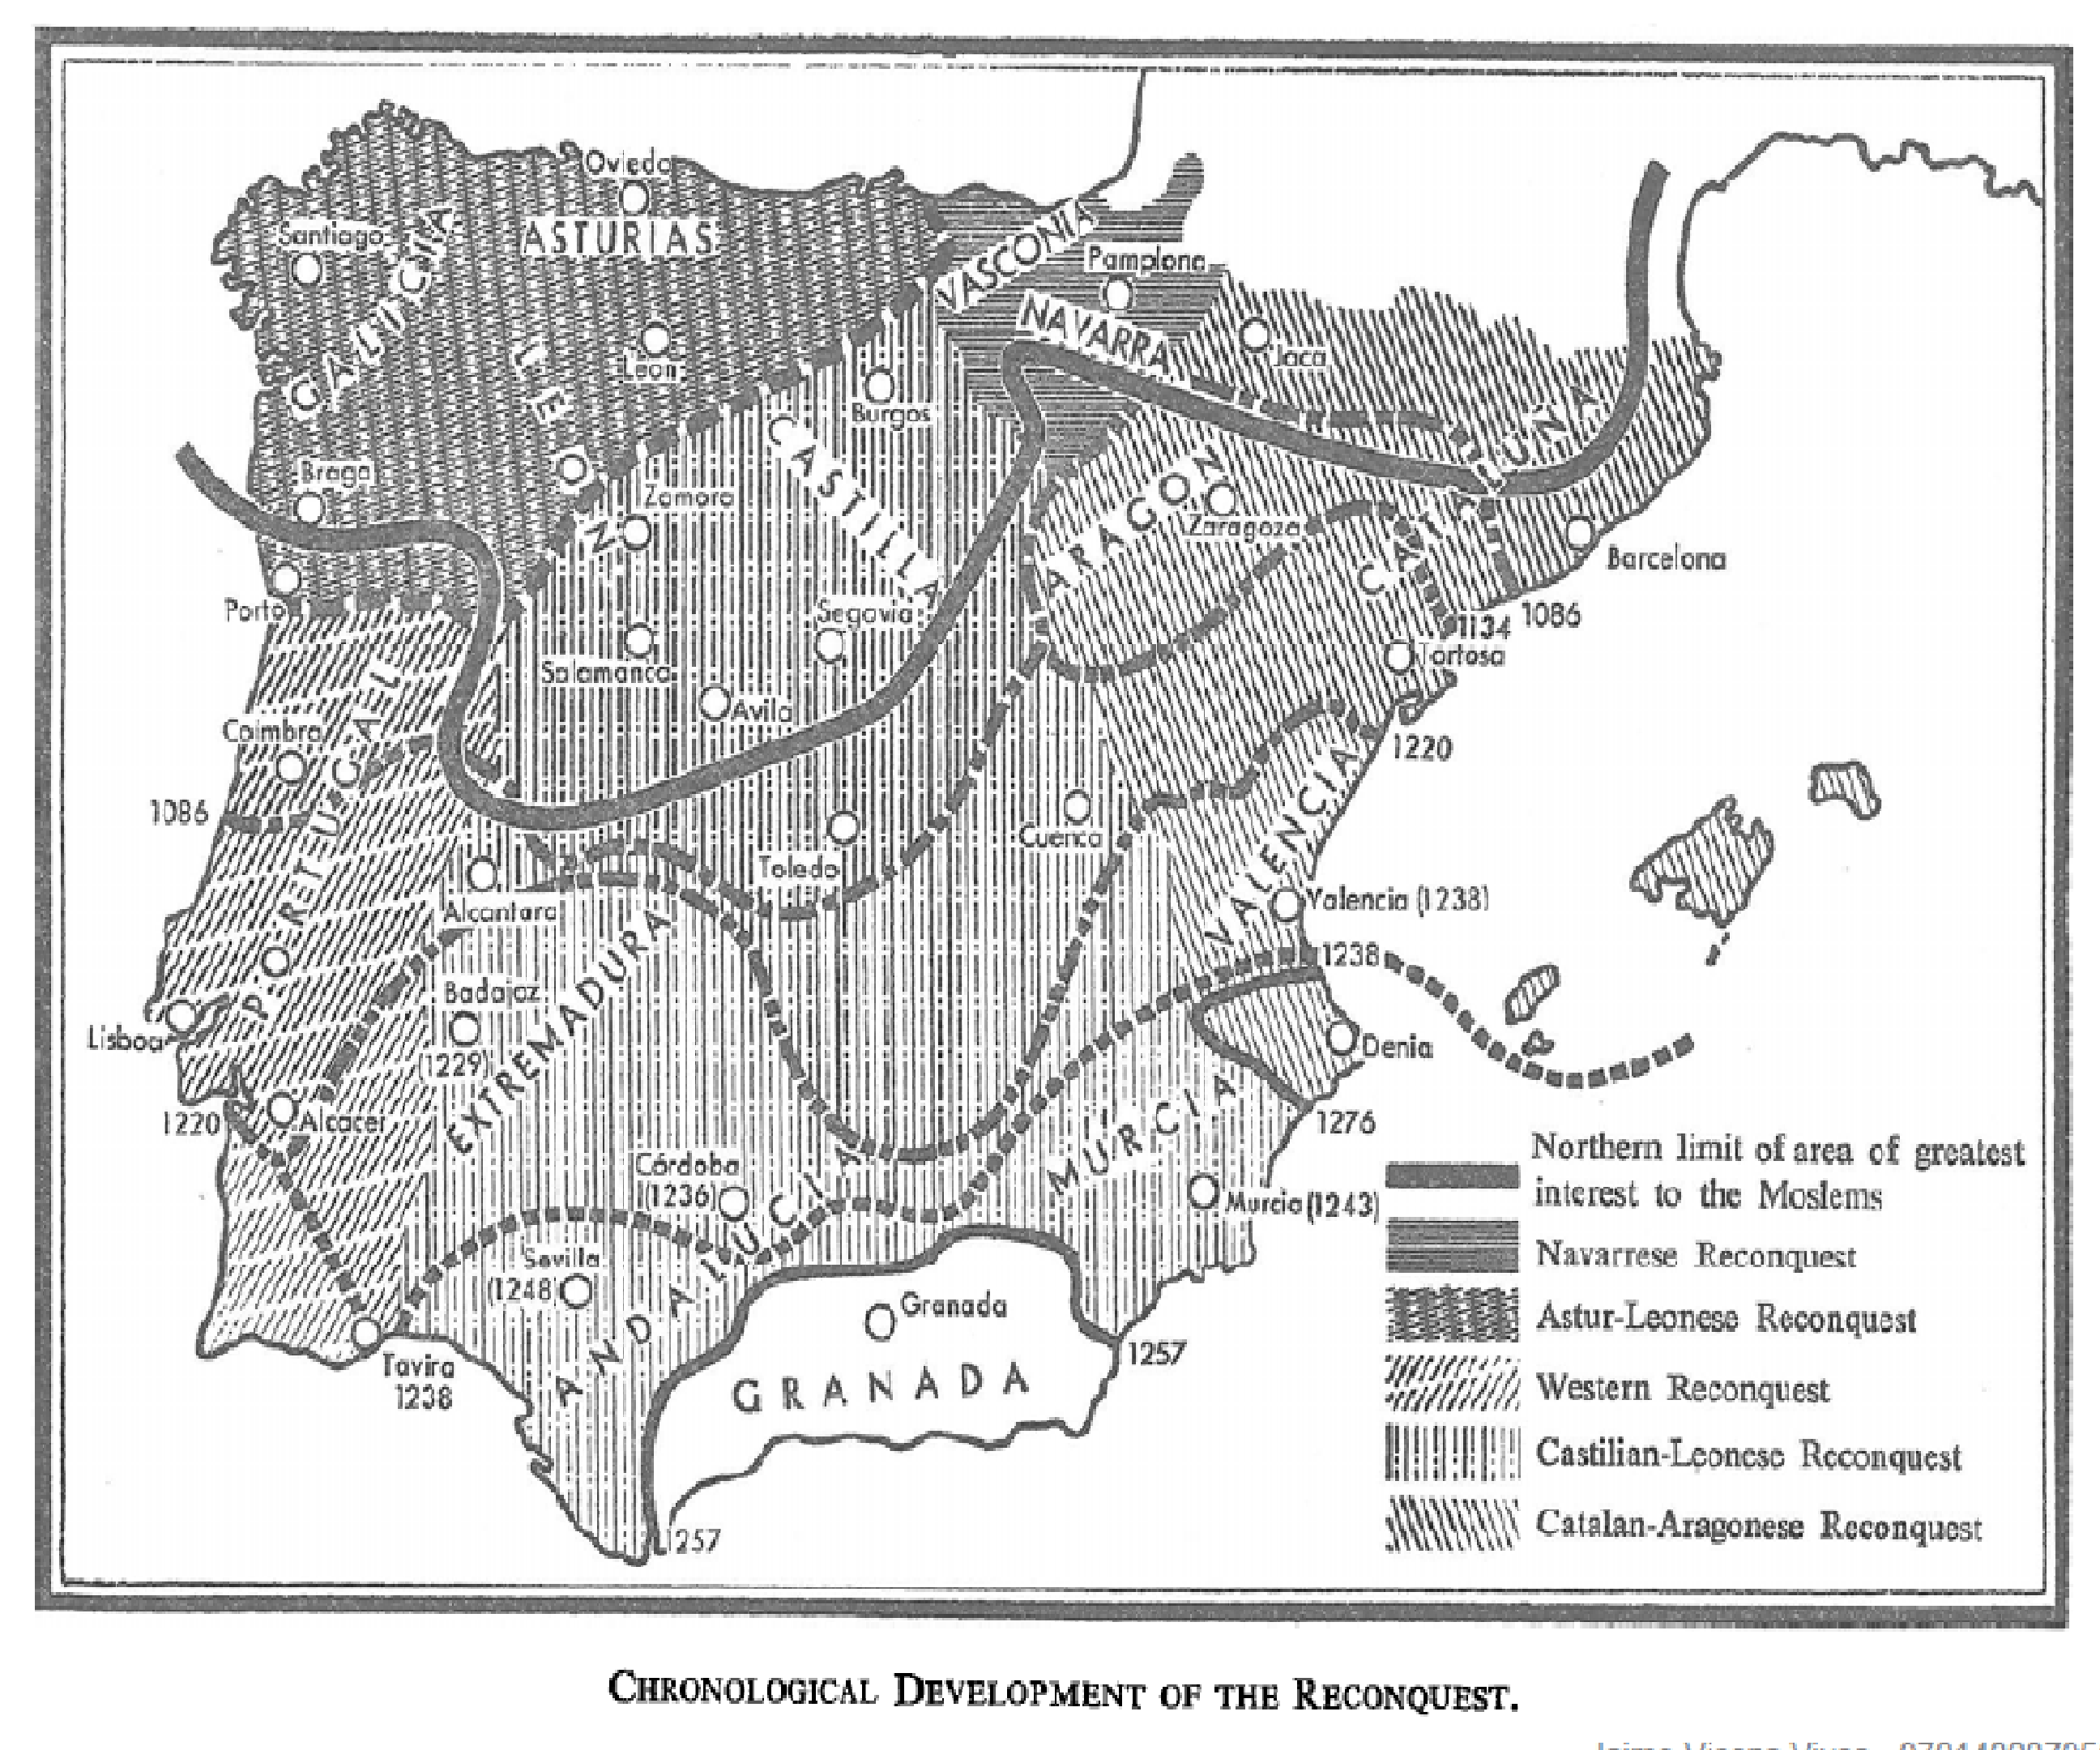 Oviedo
Santiago
GALICIA
ASTURIAS
VASCONIA
Pamplona
NAVARRA
LEON
Leon
Jaca
Burgos
CASTILLA
CATALUÑA
Braga
Zamora
ARAGON
Zaragoza
Barcelona
Porto
Segovia
1086
1134
Salamanca
Tortosa
Avila
Coimbra
PORTUGAL
1220
1086
Cuenca
VALENCIA
Toledo
Alcantara
Valencia (1238)
EXTREMADURA
1238
Badajoz
(1229)
Lisboa
Denia
1220
Alcacer
MURCIA
1276
Córdoba
(1236)
Murcia (1243)
ANDALUCIA
Sevilla
(1248)
Granada
GRANADA
Tavira
1238
1257
1257
Northern limit of area of greatest
interest to the Moslems
Navarrese Reconquest
Astur-Leonese Reconquest
Western Reconquest
Castilian-Leonese Reconquest
Catalan-Aragonese Reconquest
CHRONOLOGICAL DEVELOPMENT OF THE RECONQUEST.